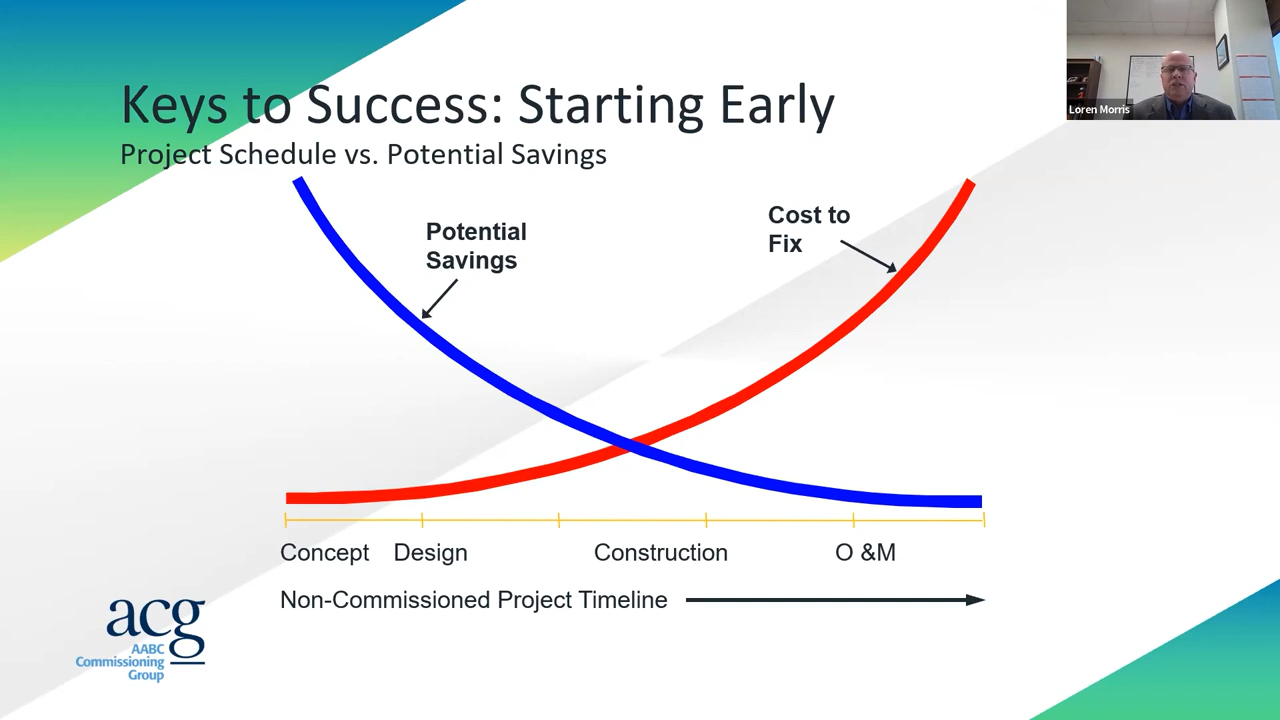 Keys to Success: Starting Early
Project Schedule vs. Potential Savings
Loren Morris
Potential
Savings
Cost to
Fix
Concept Design Construction O &M
Non-Commissioned Project Timeline
acg
AABC
Commissioning
Group